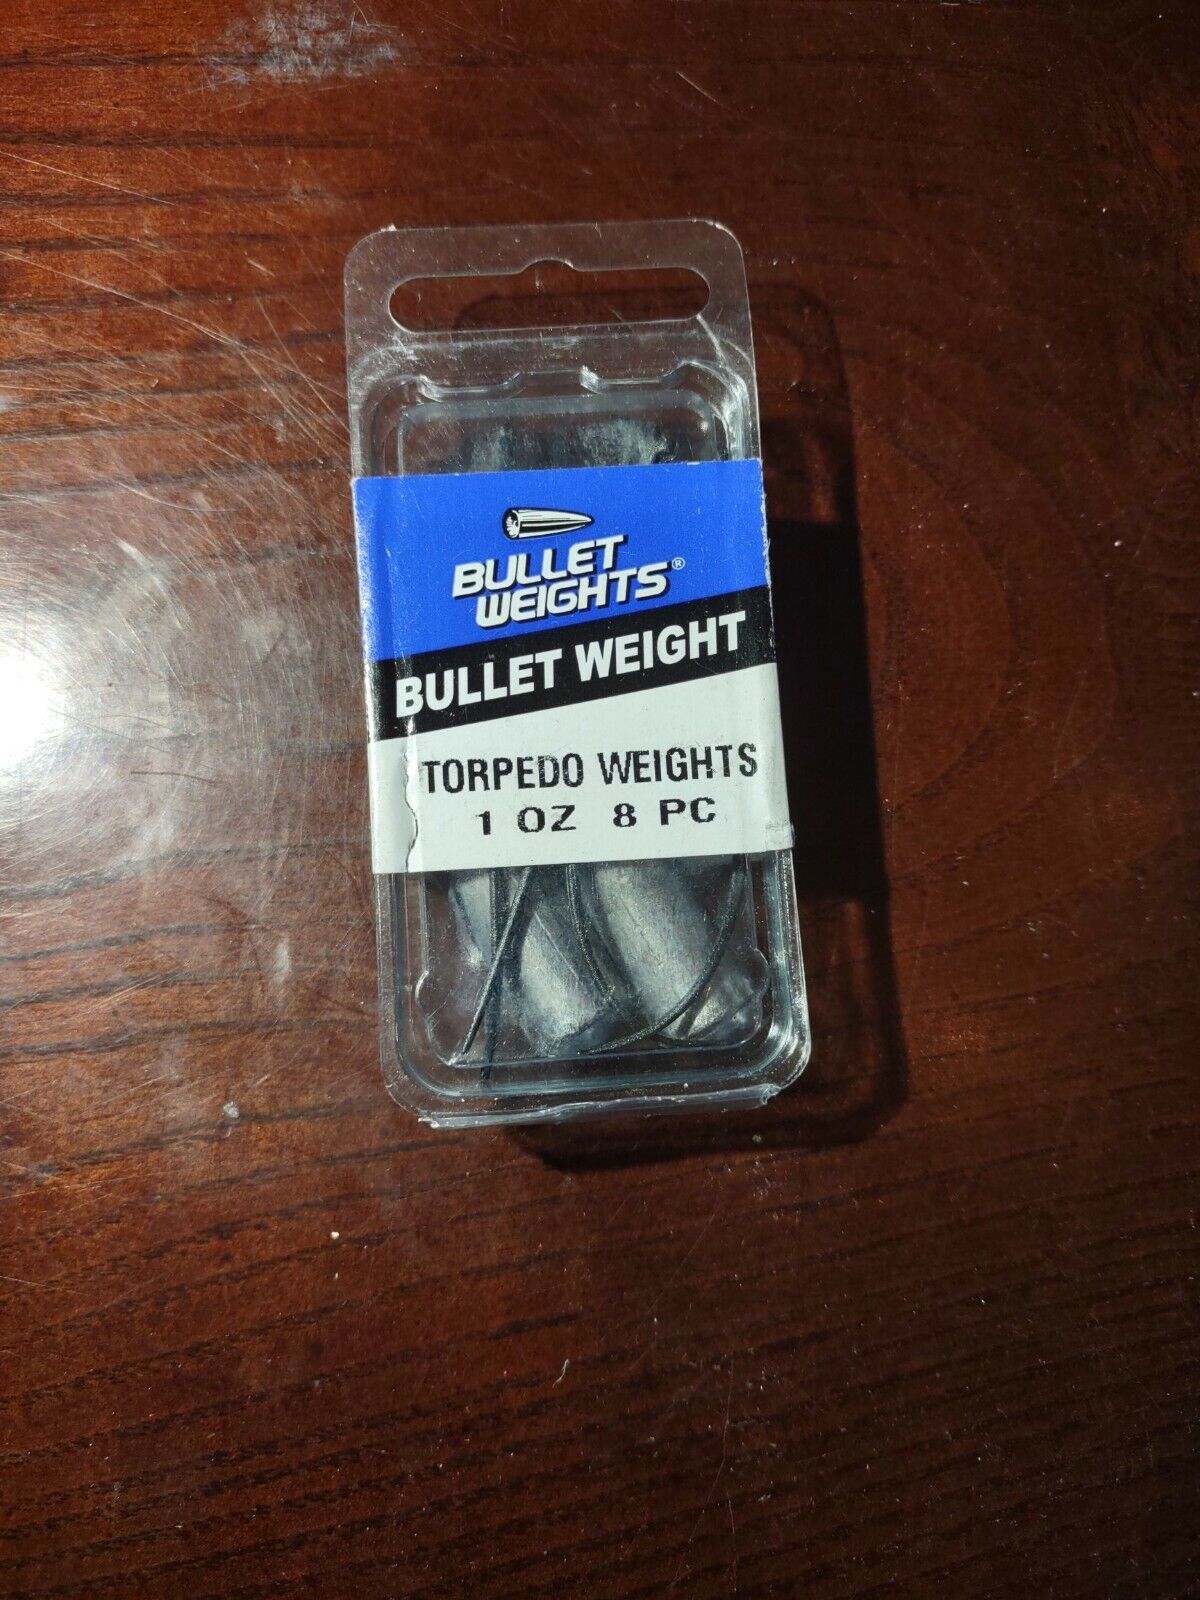 BULLET
WEIGHTS®
BULLET WEIGHT
TORPEDO WEIGHTS
1 OZ 8 PC